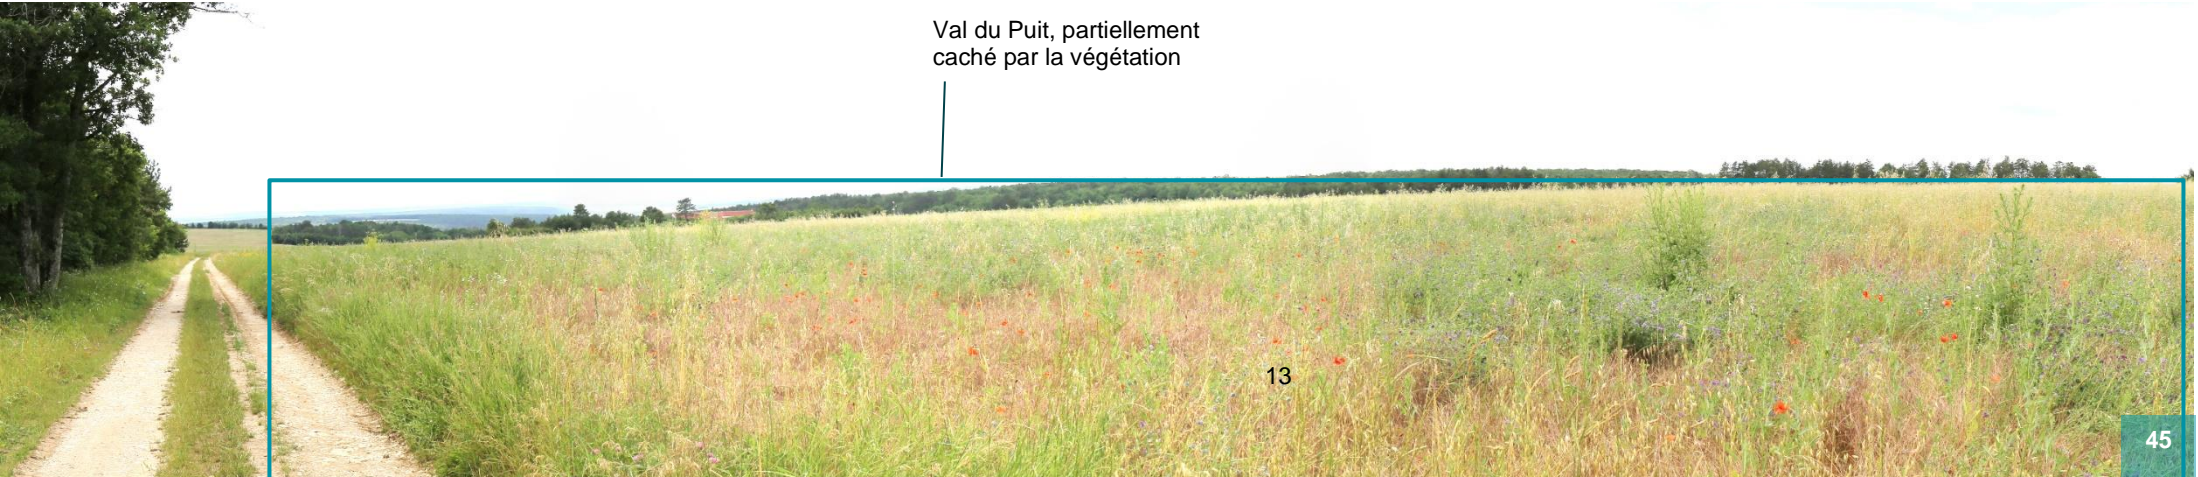 Val du Puit, partiellement
caché par la végétation
13
45